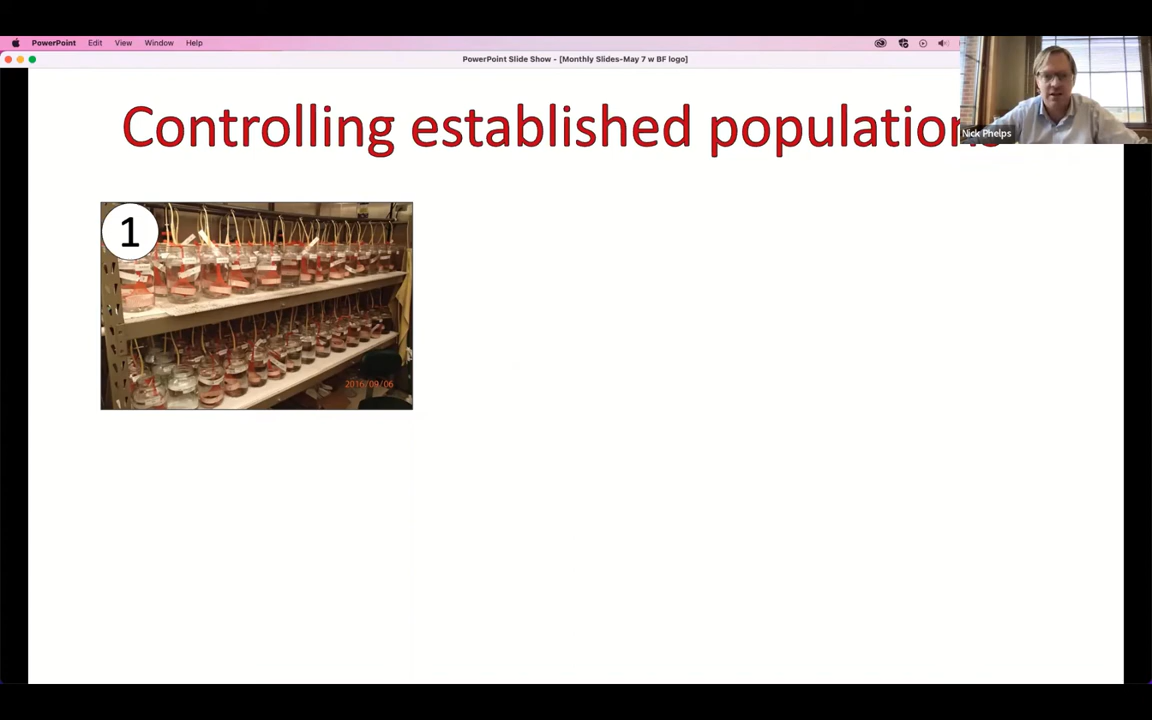 PowerPoint Edit View Window Help
PowerPoint Slide Show - [Monthly Slides-May 7 w BF logo]
Controlling established population
Nick Phelps
1
2016/09/06